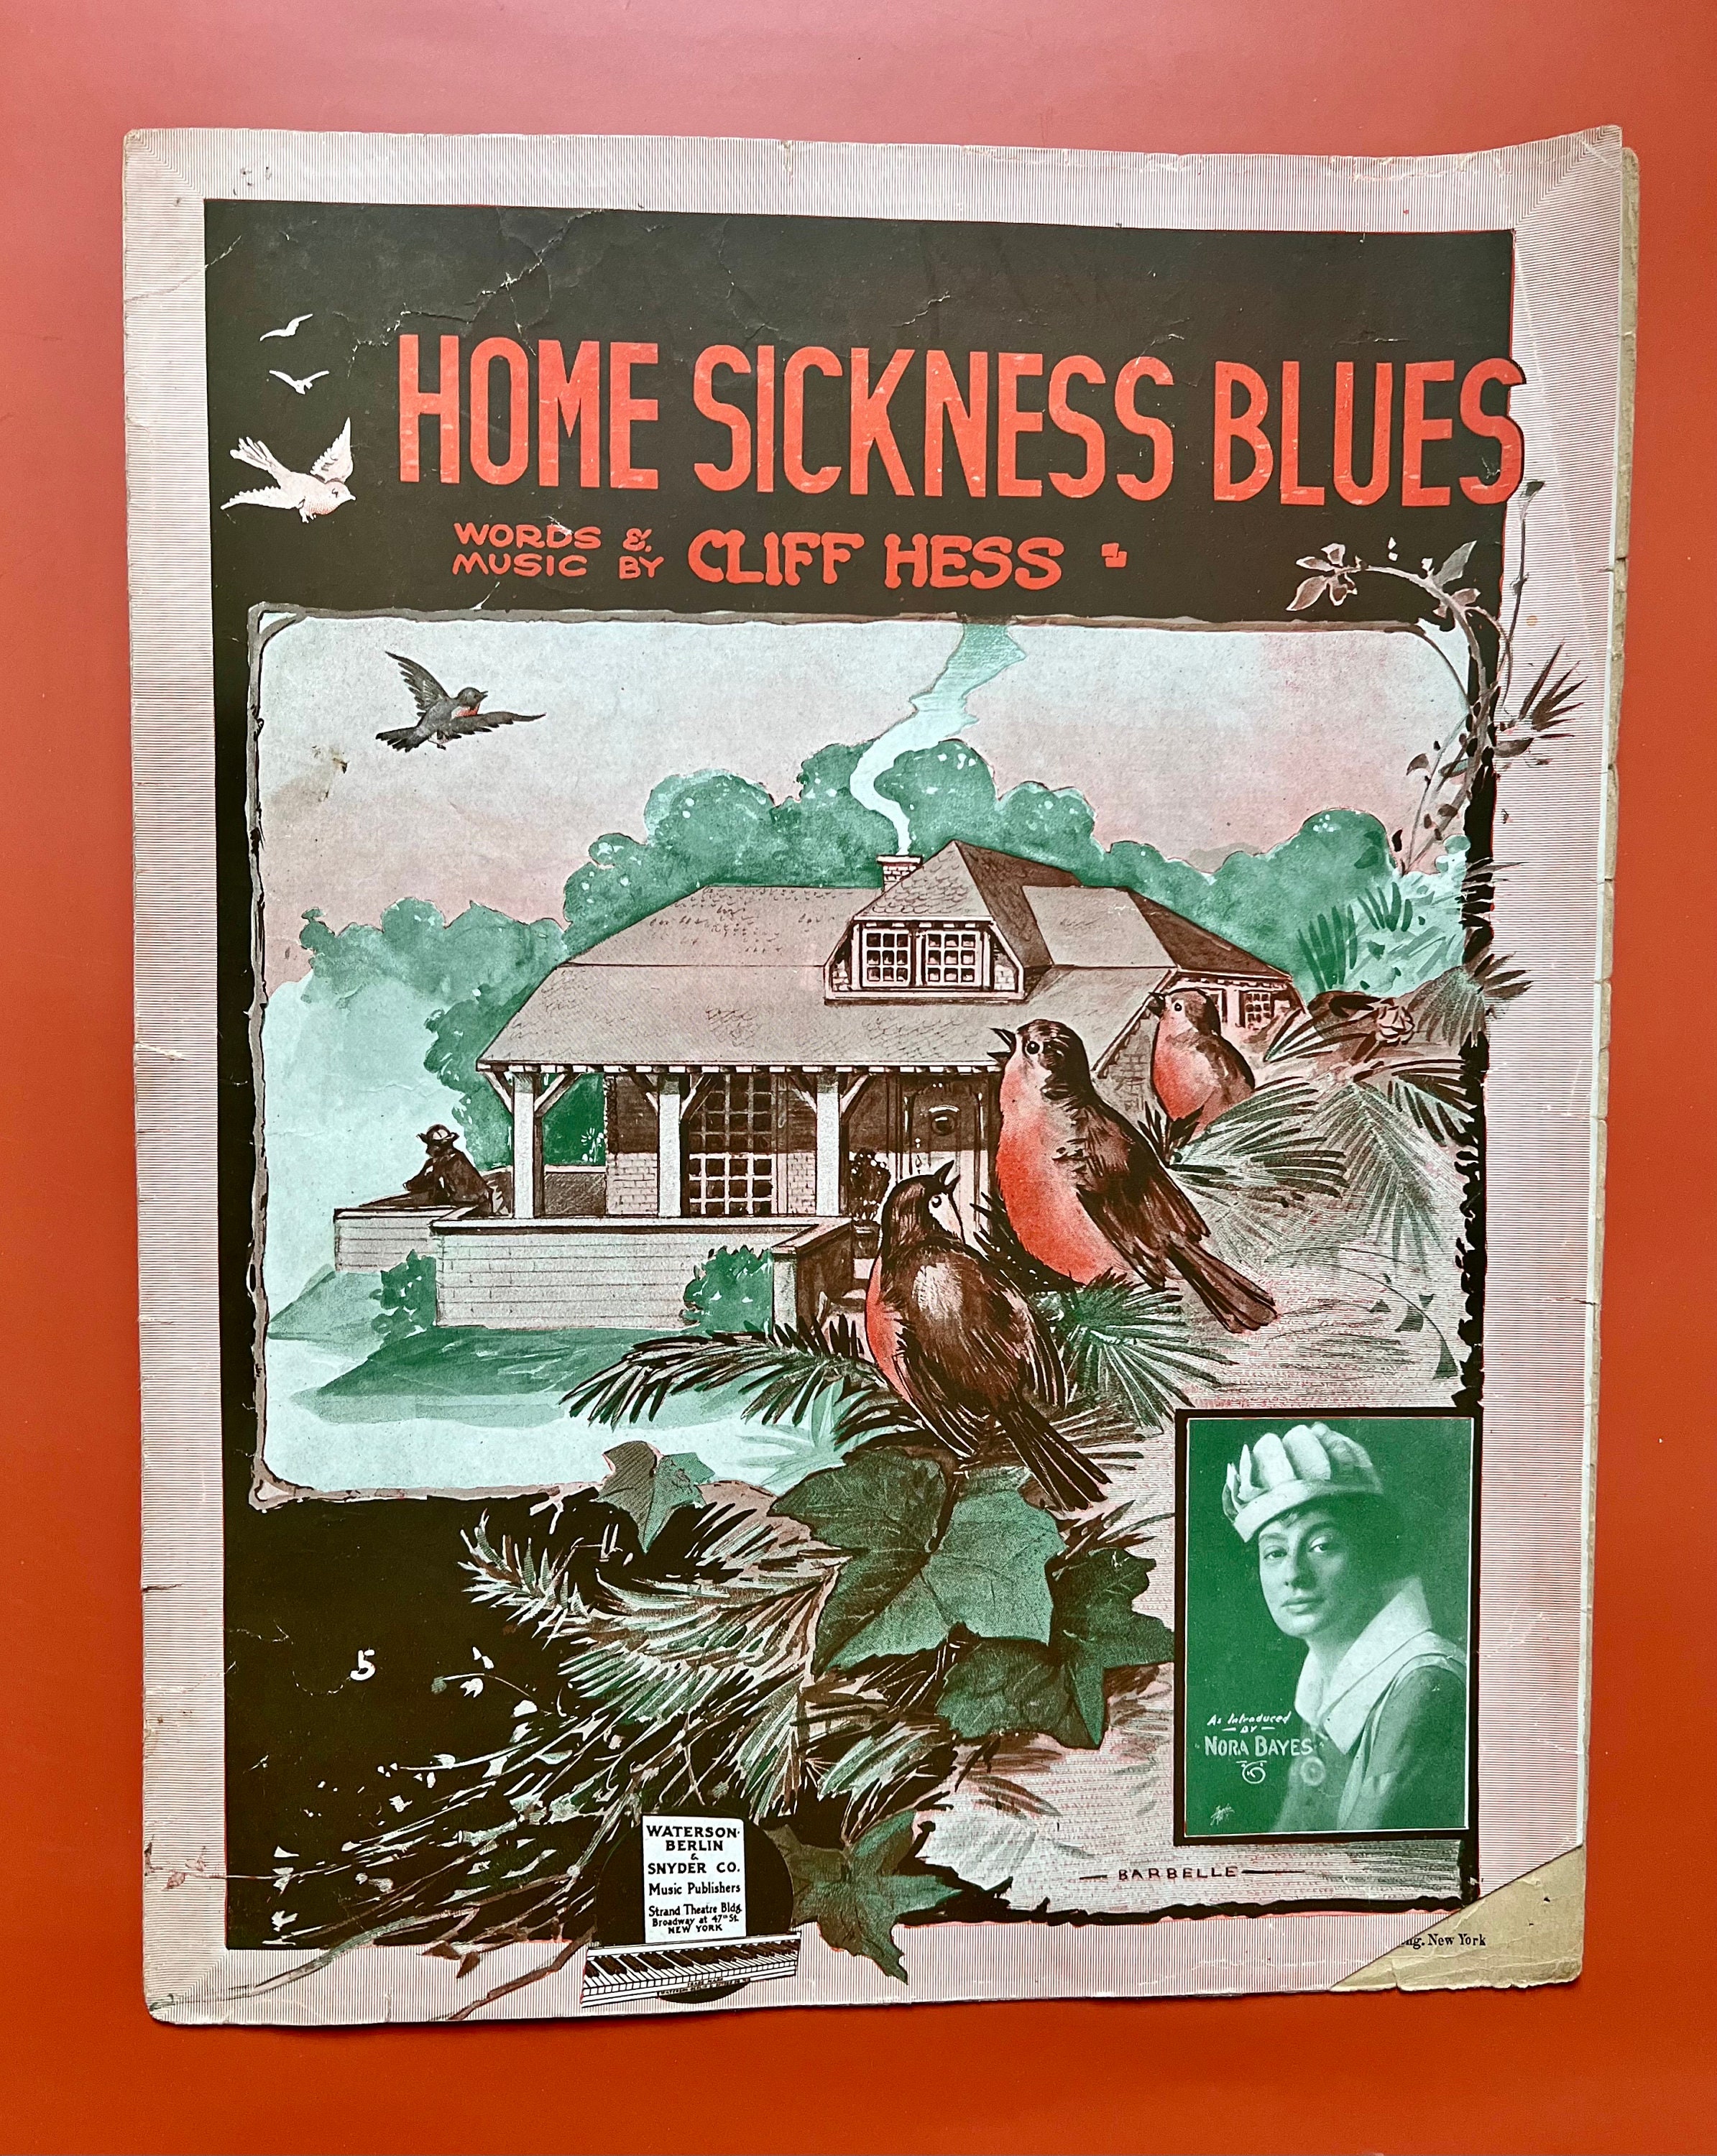 HOME SICKNESS BLUES
WORDS &
MUSIC BY CLIFF HESS
5
As Introduced
BY
NORA BAYES
BARBELLE
WATERSON·
BERLIN
&
SNYDER CO.
Music Publishers
Strand Theatre Bldg.
Broadway at 47th St.
NEW YORK
ng. New York